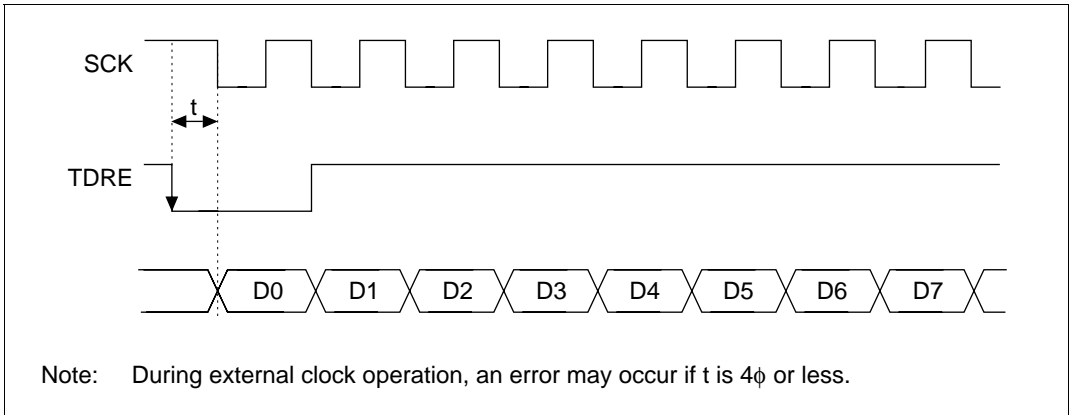 SCK
t
TDRE
D0 D1 D2 D3 D4 D5 D6 D7
Note: During external clock operation, an error may occur if t is 4ϕ or less.